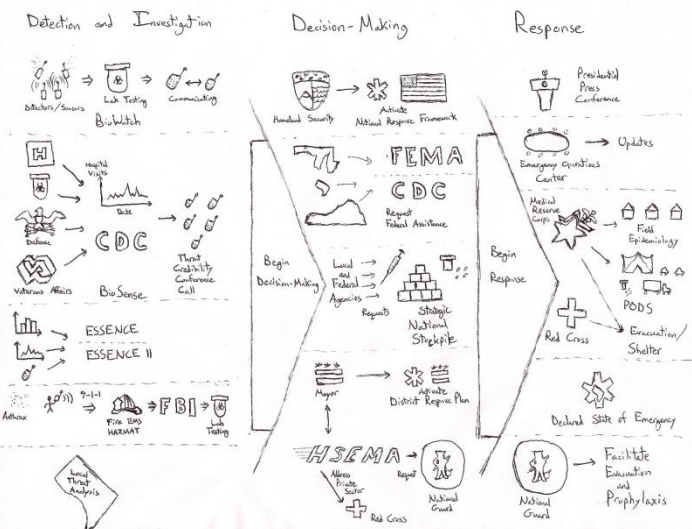 Detection and Investigation
Detectors/Sensors
Lab Testing
Communicating
BioWatch
H
Hospital
Visits
Date
Defense
CDC
Veterans Affairs
BioSense
Threat
Credibility
Conference
Call
ESSENCE
ESSENCE II
Anthrax
9-1-1
Fire EMS
HAZMAT
FBI
Lab
Testing
Local
Threat
Analysis
Begin
Decision-Making
Decision-Making
Homeland Security
Activate
National Response Framework
FEMA
CDC
Request
Federal Assistance
Local
and
Federal
Agencies
Requests
Strategic
National
Stockpile
Mayor
Activate
District Response Plan
HSEMA
Address
Private
Sector
Red Cross
Request
National
Guard
Begin
Response
Response
Presidential
Press
Conference
Emergency Operations
Center
Updates
Medical
Reserve
Corps
Field
Epidemiology
PODS
Red Cross
Evacuation/
Shelter
Declared State of Emergency
National
Guard
Facilitate
Evacuation
and
Prophylaxis